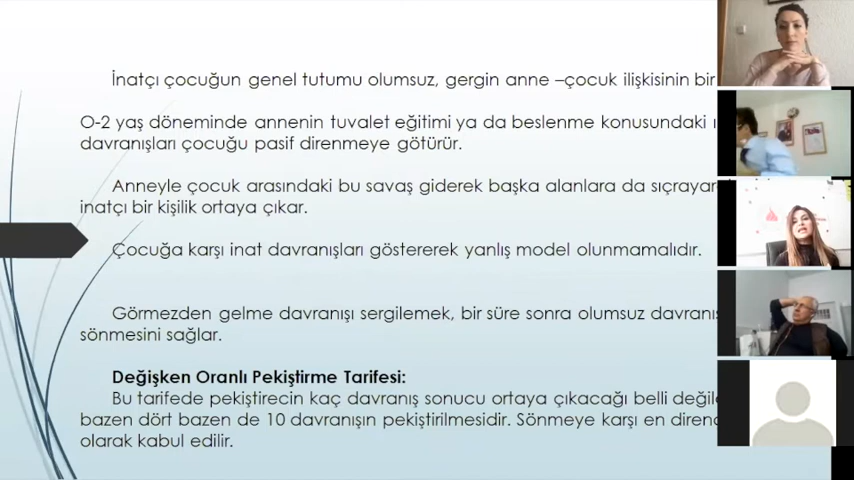 İnatçı çocuğun genel tutumu olumsuz, gergin anne –çocuk ilişkisinin bir
O-2 yaş döneminde annenin tuvalet eğitimi ya da beslenme konusundaki
davranışları çocuğu pasif direnmeye götürür.
Anneyle çocuk arasındaki bu savaş giderek başka alanlara da
inatçı bir kişilik ortaya çıkar.
Çocuğa karşı inat davranışları göstererek yanlış model olunmamalıdır.
Görmezden gelme davranışı sergilemek, bir süre sonra olumsuz
sönmesini sağlar.
Değişken Oranlı Pekiştirme Tarifesi:
Bu tarifede pekiştirecin kaç davranış sonucu ortaya çıkacağı belli
bazen dört bazen de 10 davranışın pekiştirilmesidir. Sönmeye karşı en
olarak kabul edilir.